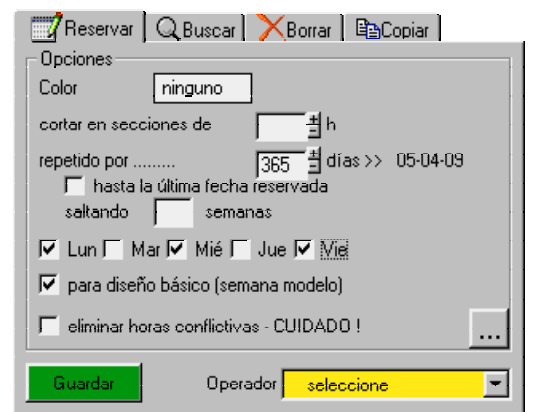 Reservar Buscar Borrar Copiar
Opciones
Color ninguno
cortar en secciones de h
repetido por ......... 365 días >> 05-04-09
hasta la última fecha reservada
saltando semanas
Lun Mar Mié Jue Vie
para diseño básico (semana modelo)
eliminar horas conflictivas - CUIDADO !
...
Guardar Operador seleccione